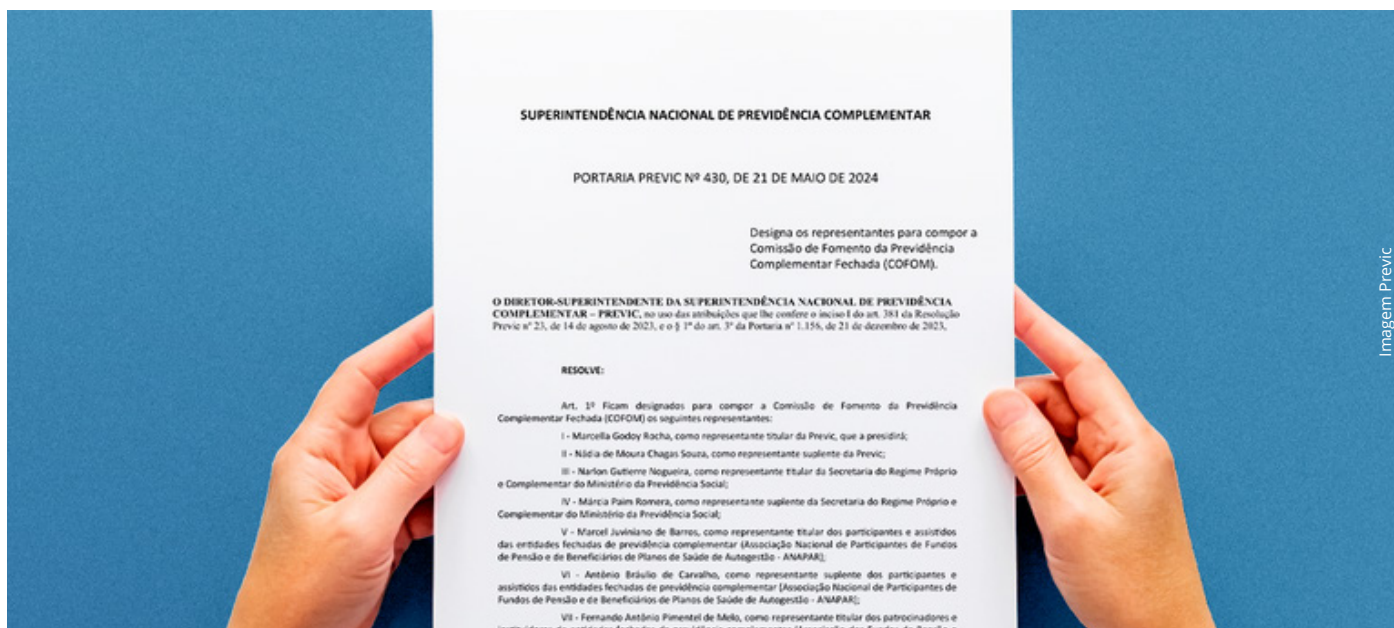 SUPERINTENDÊNCIA NACIONAL DE PREVIDÊNCIA COMPLEMENTAR
PORTARIA PREVIC Nº 430, DE 21 DE MAIO DE 2024
Designa os representantes para compor a
Comissão de Fomento da Previdência
Complementar Fechada (COFOM).
O DIRETOR-SUPERINTENDENTE DA SUPERINTENDÊNCIA NACIONAL DE PREVIDÊNCIA
COMPLEMENTAR – PREVIC, no uso das atribuições que lhe confere o inciso I do art. 381 da Resolução
Previc nº 23, de 14 de agosto de 2023, e o § 1º do art. 3º da Portaria nº 1.156, de 21 de dezembro de 2023,
RESOLVE:
Art. 1º Ficam designados para compor a Comissão de Fomento da Previdência
Complementar Fechada (COFOM) os seguintes representantes:
I - Marcella Godoy Rocha, como representante titular da Previc, que a presidirá;
II - Nádia de Moura Chagas Souza, como representante suplente da Previc;
III - Narlon Gutierre Nogueira, como representante titular da Secretaria do Regime Próprio
e Complementar do Ministério da Previdência Social;
IV - Márcia Paim Romera, como representante suplente da Secretaria do Regime Próprio e
Complementar do Ministério da Previdência Social;
V - Marcel Juviniano de Barros, como representante titular dos participantes e assistidos
das entidades fechadas de previdência complementar (Associação Nacional de Participantes de Fundos
de Pensão e de Beneficiários de Planos de Saúde de Autogestão - ANAPAR);
VI - Antônio Bráulio de Carvalho, como representante suplente dos participantes e
assistidos das entidades fechadas de previdência complementar (Associação Nacional de Participantes de
Fundos de Pensão e de Beneficiários de Planos de Saúde de Autogestão - ANAPAR);
VII - Fernando Antônio Pimentel de Melo, como representante titular dos patrocinadores e
Imagem Previc